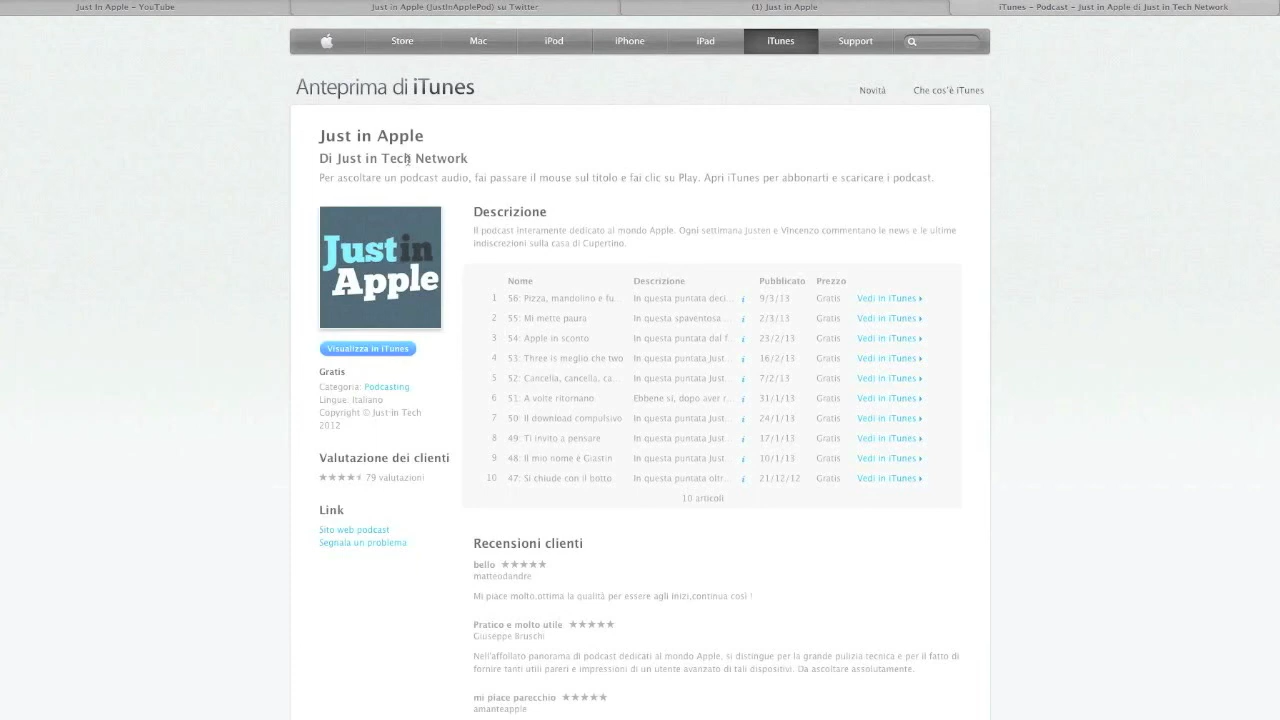 Just In Apple - YouTube
Just in Apple (JustInApplePod) su Twitter
(1) Just in Apple
iTunes - Podcast - Just in Apple di Just in Tech Network
Store Mac iPod iPhone iPad iTunes Support
Anteprima di iTunes
Novità Che cos'è iTunes
Just in Apple
Di Just in Tech Network
Per ascoltare un podcast audio, fai passare il mouse sul titolo e fai clic su Play. Apri iTunes per abbonarti e scaricare i podcast.
Just in
Apple
Visualizza in iTunes
Gratis
Categoria: Podcasting
Lingue: Italiano
Copyright © Just in Tech
2012
Valutazione dei clienti
79 valutazioni
Link
Sito web podcast
Segnala un problema
Descrizione
Il podcast interamente dedicato al mondo Apple. Ogni settimana Justen e Vincenzo commentano le news e le ultime
indiscrezioni sulla casa di Cupertino.
Nome Descrizione Pubblicato Prezzo
1 56: Pizza, mandolino e fu... In questa puntata deci... i 9/3/13 Gratis Vedi in iTunes
2 55: Mi mette paura In questa spaventosa ... i 2/3/13 Gratis Vedi in iTunes
3 54: Apple in sconto In questa puntata dal f... i 23/2/13 Gratis Vedi in iTunes
4 53: Three is meglio che two In questa puntata Just... i 16/2/13 Gratis Vedi in iTunes
5 52: Cancella, cancella, ca... In questa puntata Just... i 7/2/13 Gratis Vedi in iTunes
6 51: A volte ritornano Ebbene sì, dopo aver r... i 31/1/13 Gratis Vedi in iTunes
7 50: Il download compulsivo In questa puntata Just... i 24/1/13 Gratis Vedi in iTunes
8 49: Ti invito a pensare In questa puntata Just... i 17/1/13 Gratis Vedi in iTunes
9 48: Il mio nome è Giastin In questa puntata Just... i 10/1/13 Gratis Vedi in iTunes
10 47: Si chiude con il botto In questa puntata oltr... i 21/12/12 Gratis Vedi in iTunes
10 articoli
Recensioni clienti
bello ★★★★★
matteodandre
Mi piace molto,ottima la qualità per essere agli inizi,continua così !
Pratico e molto utile ★★★★★
Giuseppe Bruschi
Nell'affollato panorama di podcast dedicati al mondo Apple, si distingue per la grande pulizia tecnica e per il fatto di
fornire tanti utili pareri e impressioni di un utente avanzato di tali dispositivi. Da ascoltare assolutamente.
mi piace parecchio ★★★★★
amanteapple